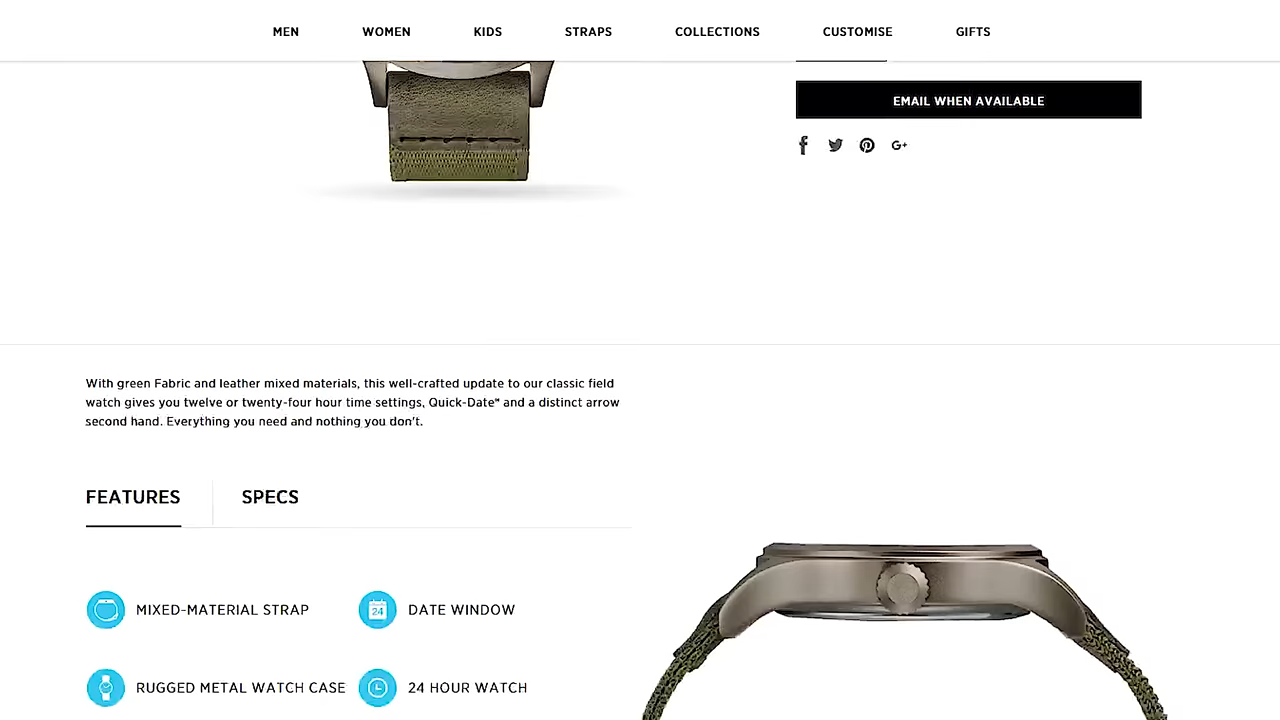 MEN
WOMEN
KIDS
STRAPS
COLLECTIONS
CUSTOMISE
GIFTS
EMAIL WHEN AVAILABLE
G+
With green Fabric and leather mixed materials, this well-crafted update to our classic field
watch gives you twelve or twenty-four hour time settings, Quick-Date℠ and a distinct arrow
second hand. Everything you need and nothing you don't.
FEATURES
SPECS
MIXED-MATERIAL STRAP
24
DATE WINDOW
RUGGED METAL WATCH CASE
24 HOUR WATCH